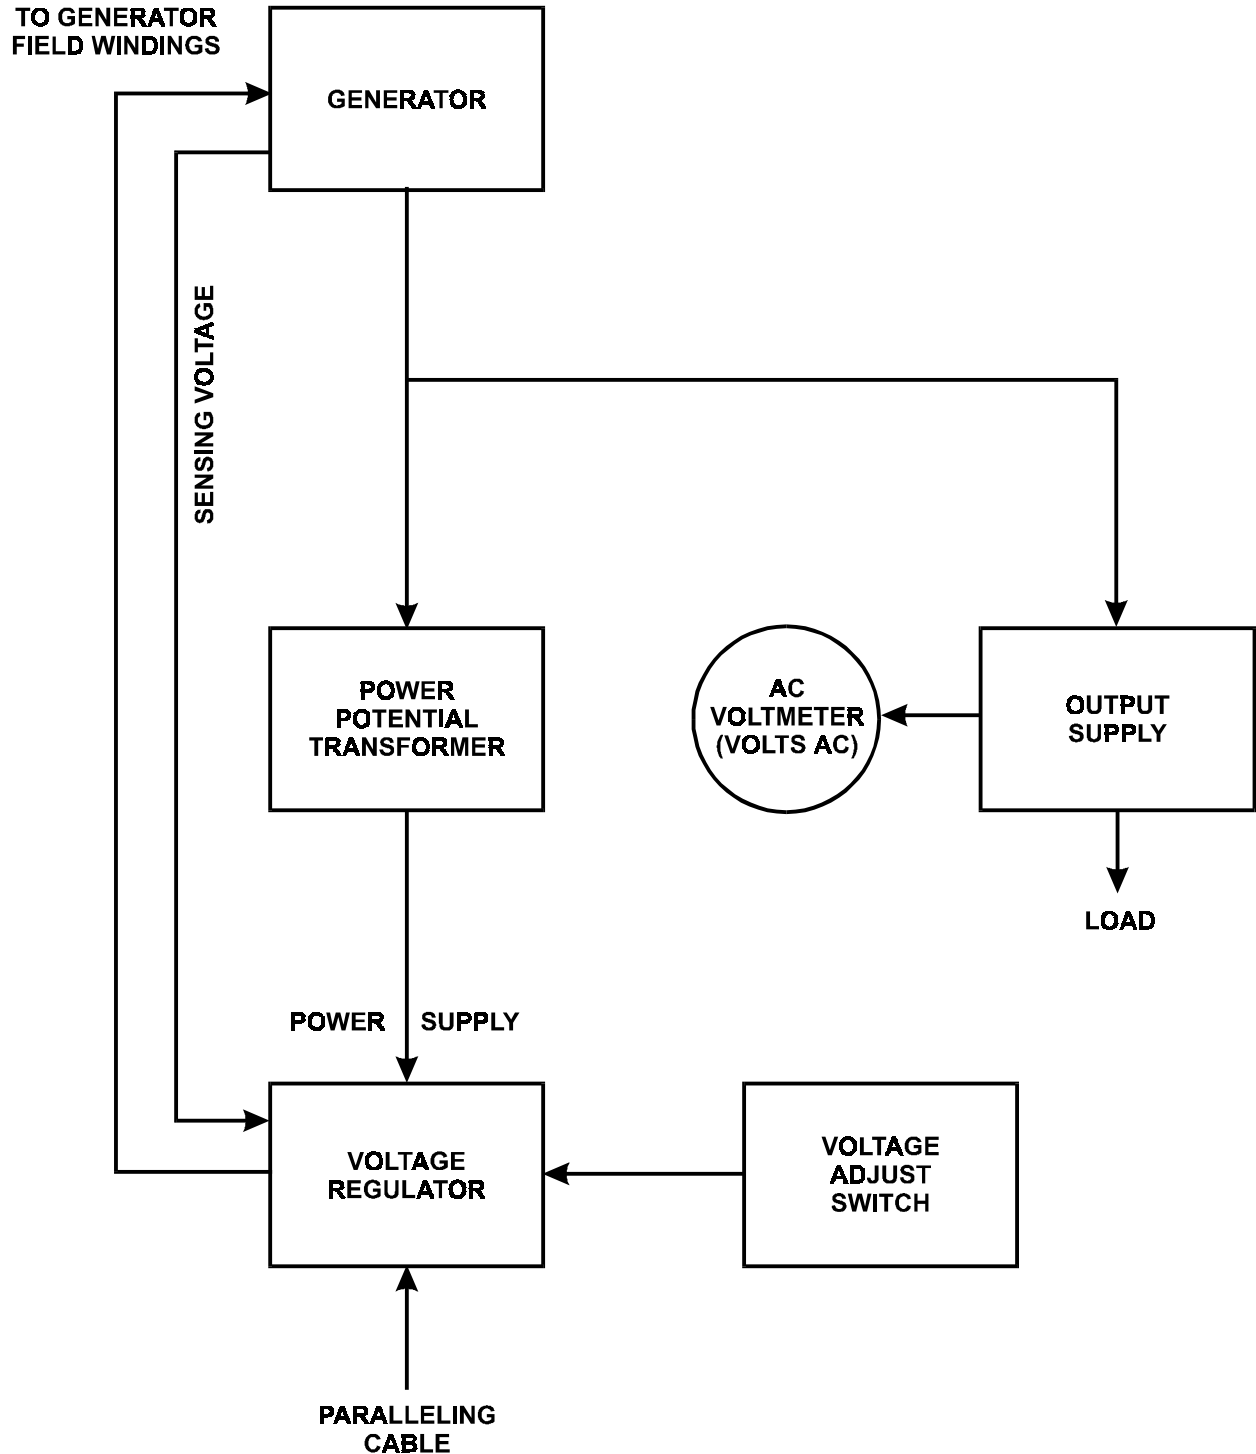 TO GENERATOR
FIELD WINDINGS
GENERATOR
SENSING VOLTAGE
POWER
POTENTIAL
TRANSFORMER
AC
VOLTMETER
(VOLTS AC)
OUTPUT
SUPPLY
LOAD
POWER SUPPLY
VOLTAGE
REGULATOR
VOLTAGE
ADJUST
SWITCH
PARALLELING
CABLE